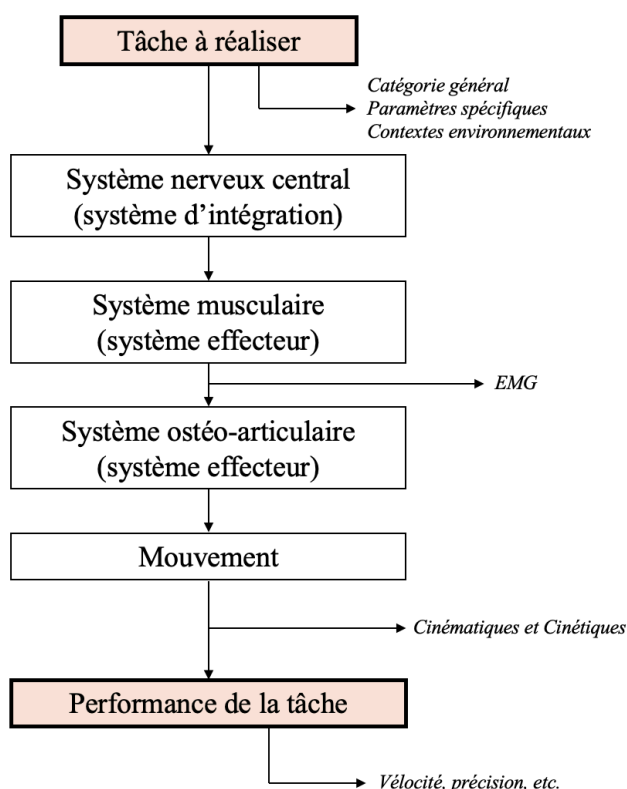 Tâche à réaliser
Catégorie général
Paramètres spécifiques
Contextes environnementaux
Système nerveux central
(système d’intégration)
Système musculaire
(système effecteur)
EMG
Système ostéo-articulaire
(système effecteur)
Mouvement
Cinématiques et Cinétiques
Performance de la tâche
Vélocité, précision, etc.